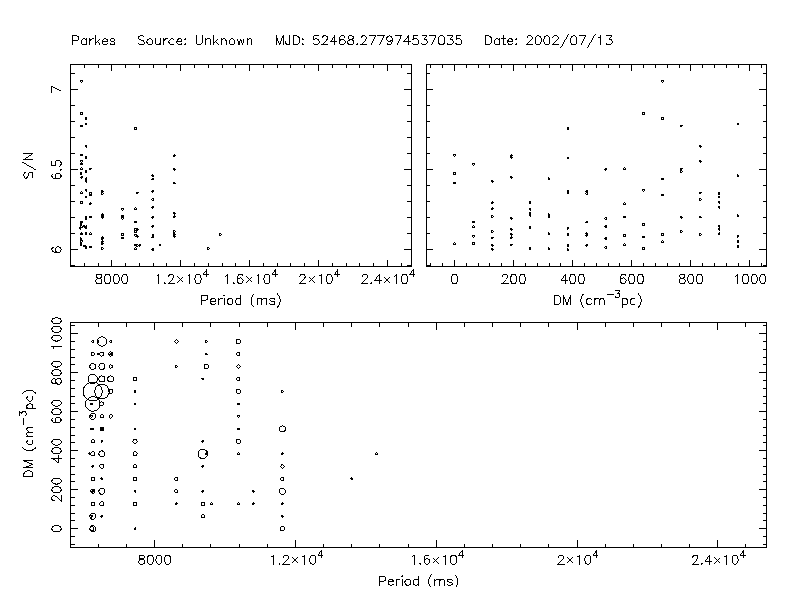 Parkes Source: Unknown MJD: 52468.277974537035 Date: 2002/07/13
S/N
7
6.5
6
8000 1.2×10⁴ 1.6×10⁴ 2×10⁴ 2.4×10⁴
Period (ms)
0 200 400 600 800 1000
DM (cm⁻³pc)
DM (cm⁻³pc)
1000
800
600
400
200
0
8000 1.2×10⁴ 1.6×10⁴ 2×10⁴ 2.4×10⁴
Period (ms)